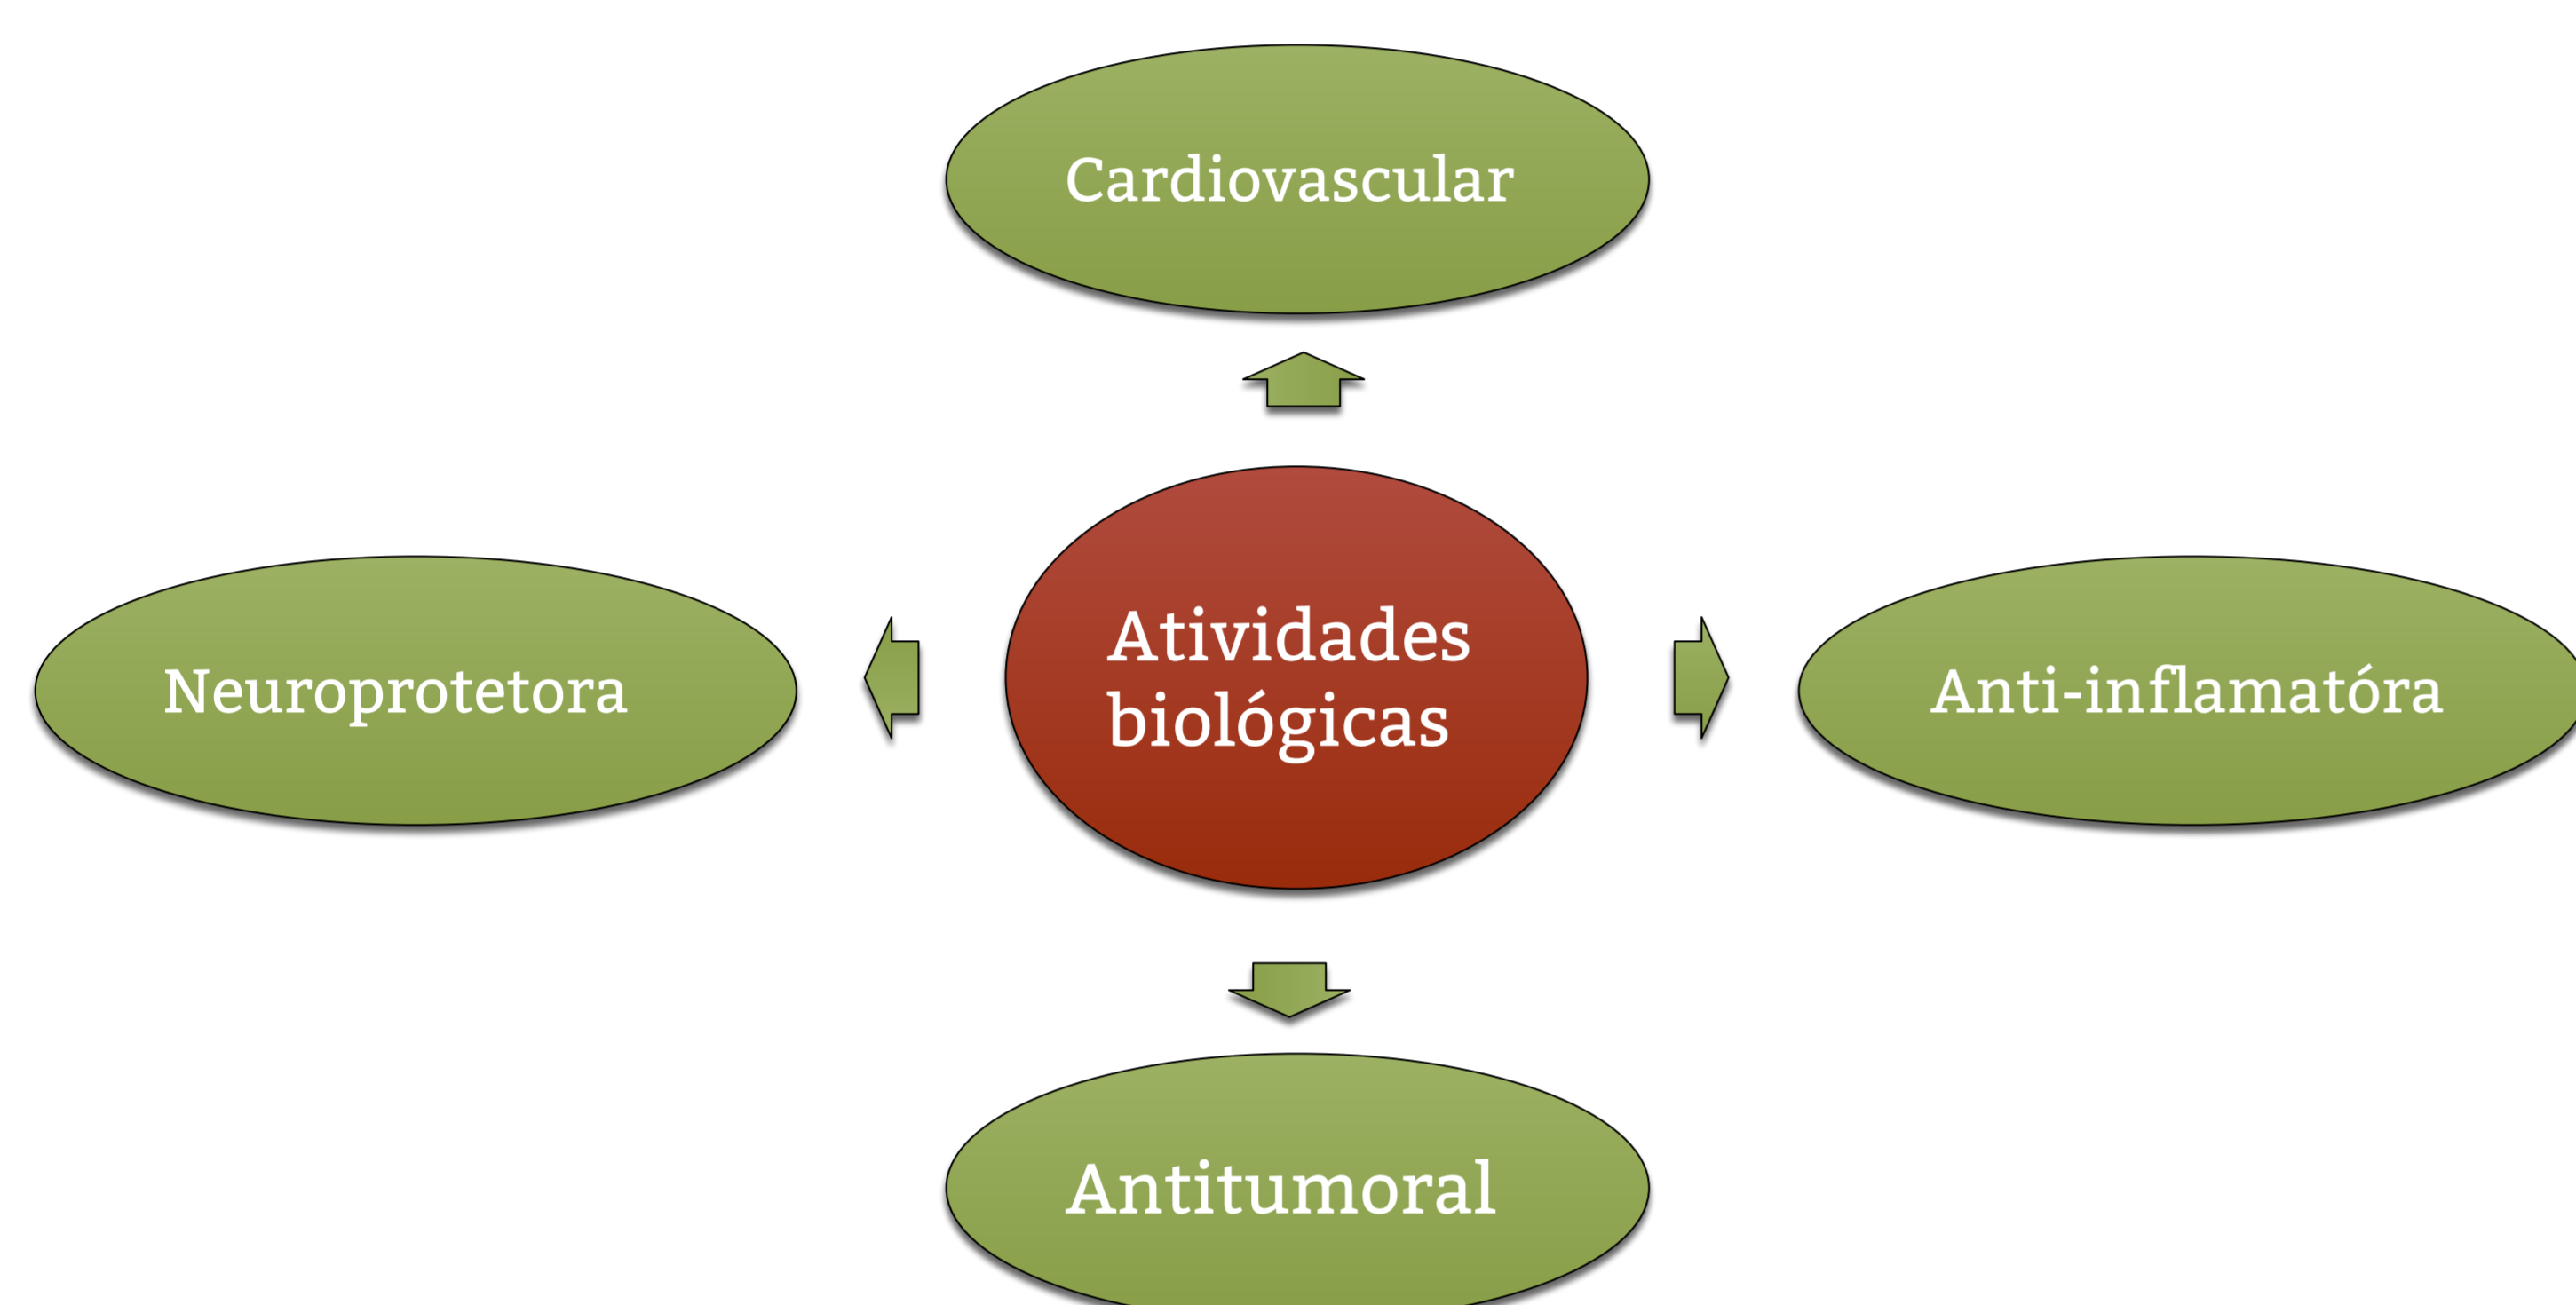 Cardiovascular
Neuroprotetora
Atividades
biológicas
Anti-inflamatóra
Antitumoral